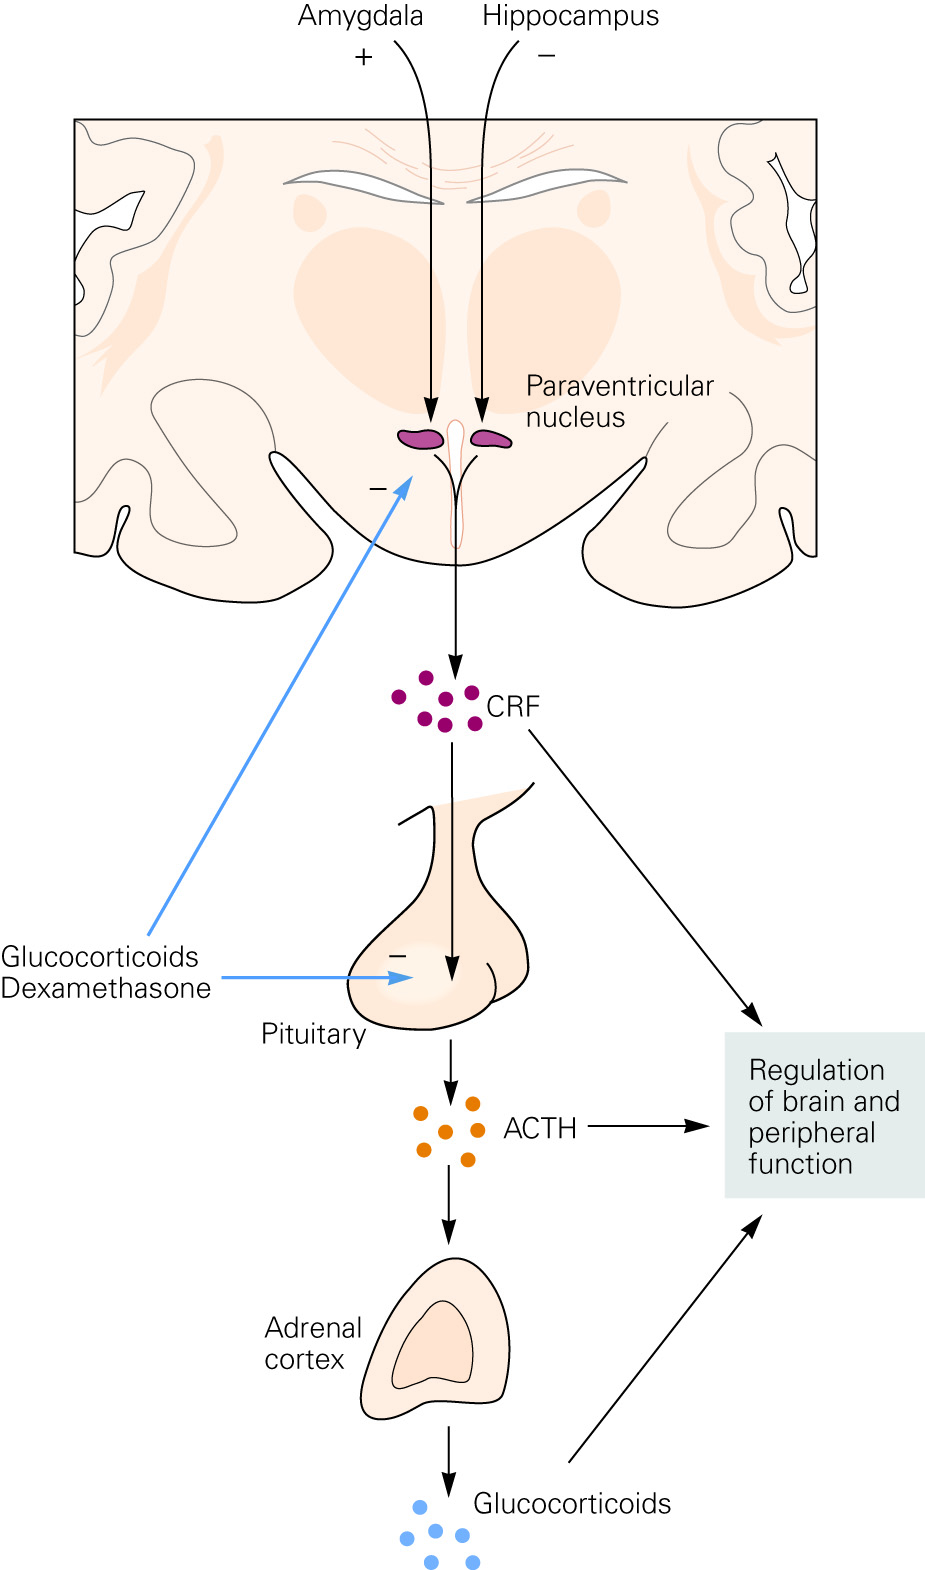 Amygdala
Hippocampus
+
–
Paraventricular
nucleus
–
CRF
Glucocorticoids
Dexamethasone
–
Pituitary
ACTH
Regulation
of brain and
peripheral
function
Adrenal
cortex
Glucocorticoids